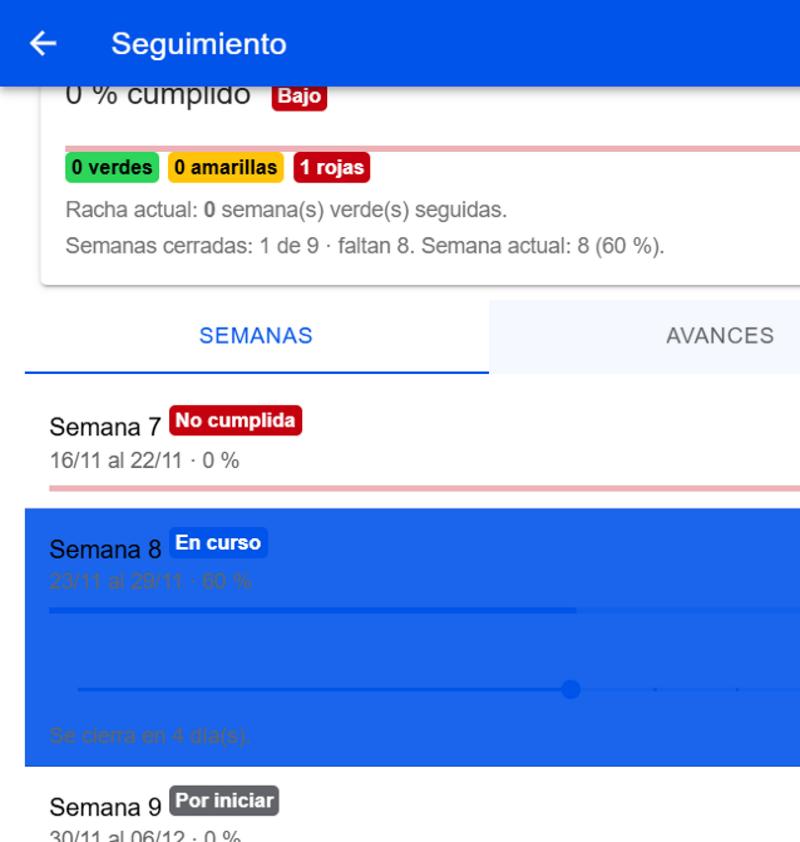 Seguimiento
0 % cumplido Bajo
0 verdes 0 amarillas 1 rojas
Racha actual: 0 semana(s) verde(s) seguidas.
Semanas cerradas: 1 de 9 · faltan 8. Semana actual: 8 (60 %).
SEMANAS AVANCES
Semana 7 No cumplida
16/11 al 22/11 · 0 %
Semana 8 En curso
23/11 al 29/11 · 60 %
Se cierra en 4 día(s).
Semana 9 Por iniciar
30/11 al 06/12 · 0 %